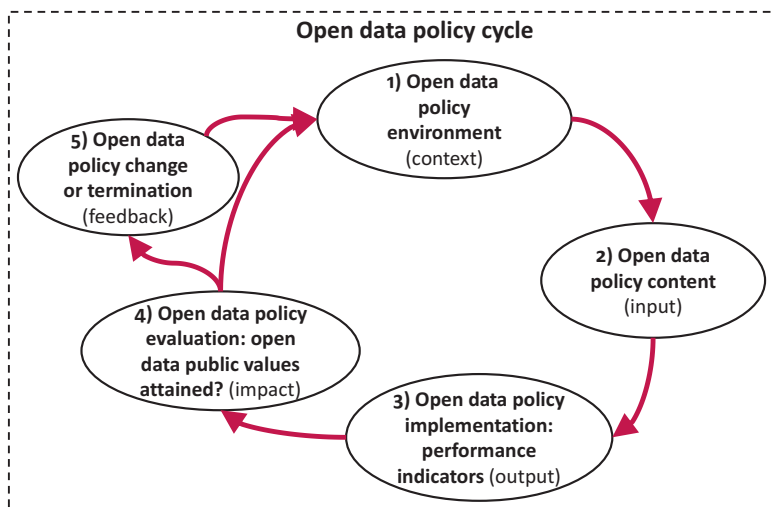 Open data policy cycle
1) Open data
policy
environment
(context)
2) Open data
policy content
(input)
3) Open data policy
implementation:
performance
indicators (output)
4) Open data policy
evaluation: open
data public values
attained? (impact)
5) Open data
policy change
or termination
(feedback)